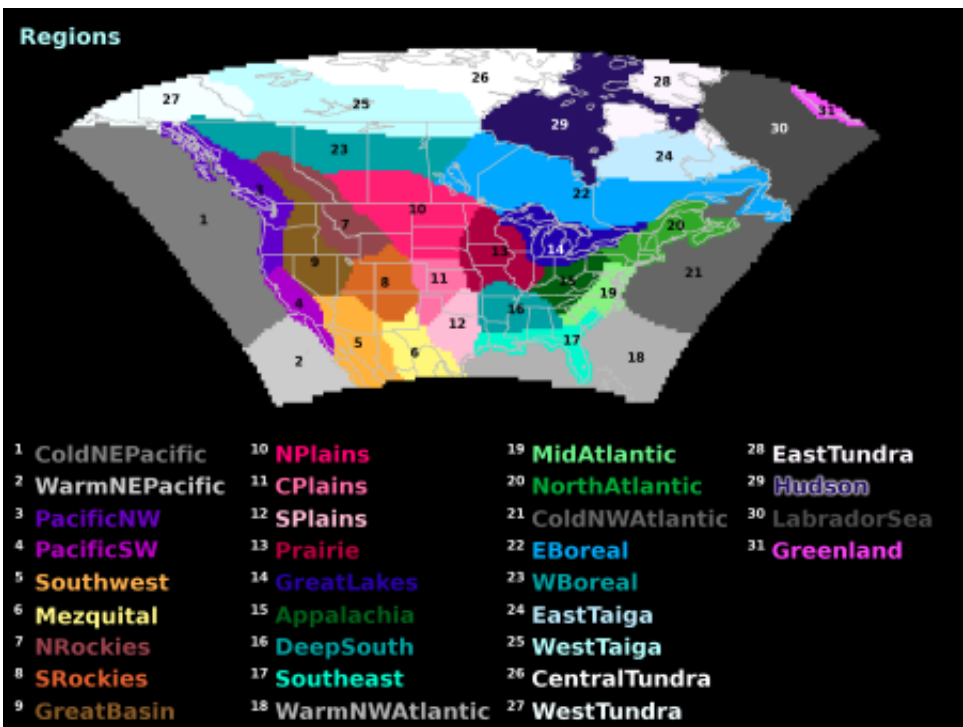 Regions
26
28
27
25
31
29
30
23
24
3
22
1
10
20
7
14
13
9
21
11
15
8
19
4
16
12
17
5
6
2
18
1 ColdNEPacific
2 WarmNEPacific
3 PacificNW
4 PacificSW
5 Southwest
6 Mezquital
7 NRockies
8 SRockies
9 GreatBasin
10 NPlains
11 CPlains
12 SPlains
13 Prairie
14 GreatLakes
15 Appalachia
16 DeepSouth
17 Southeast
18 WarmNWAtlantic
19 MidAtlantic
20 NorthAtlantic
21 ColdNWAtlantic
22 EBoreal
23 WBoreal
24 EastTaiga
25 WestTaiga
26 CentralTundra
27 WestTundra
28 EastTundra
29 Hudson
30 LabradorSea
31 Greenland